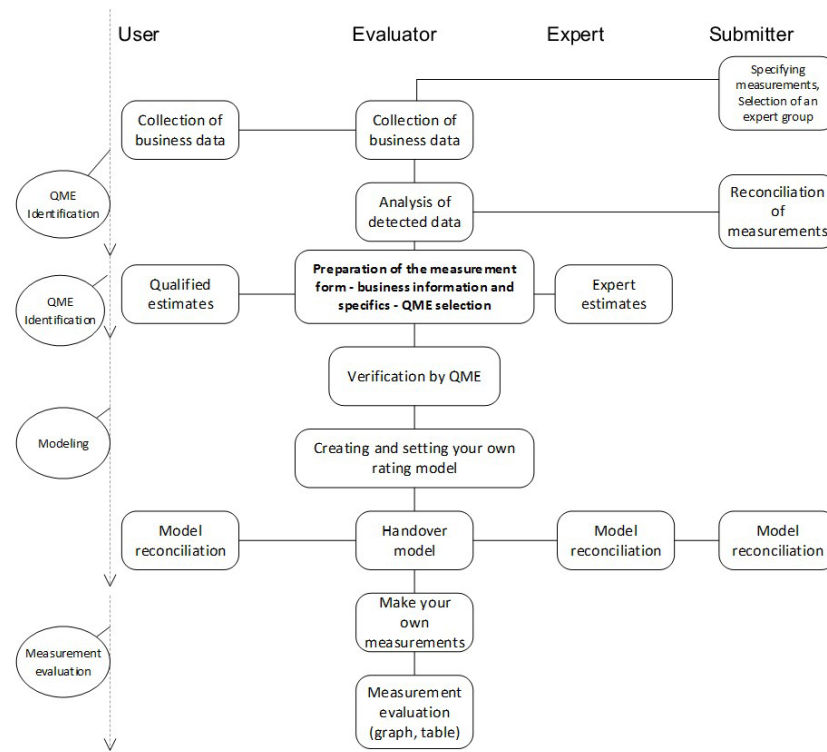 User
Evaluator
Expert
Submitter
Specifying
measurements,
Selection of an
expert group
Collection of
business data
Collection of
business data
QME
Identification
Analysis of
detected data
Reconciliation
of
measurements
QME
Identification
Qualified
estimates
Preparation of the measurement
form - business information and
specifics - QME selection
Expert
estimates
Verification by QME
Modeling
Creating and setting your own
rating model
Model
reconciliation
Handover
model
Model
reconciliation
Model
reconciliation
Make your
own
measurements
Measurement
evaluation
Measurement
evaluation
(graph, table)